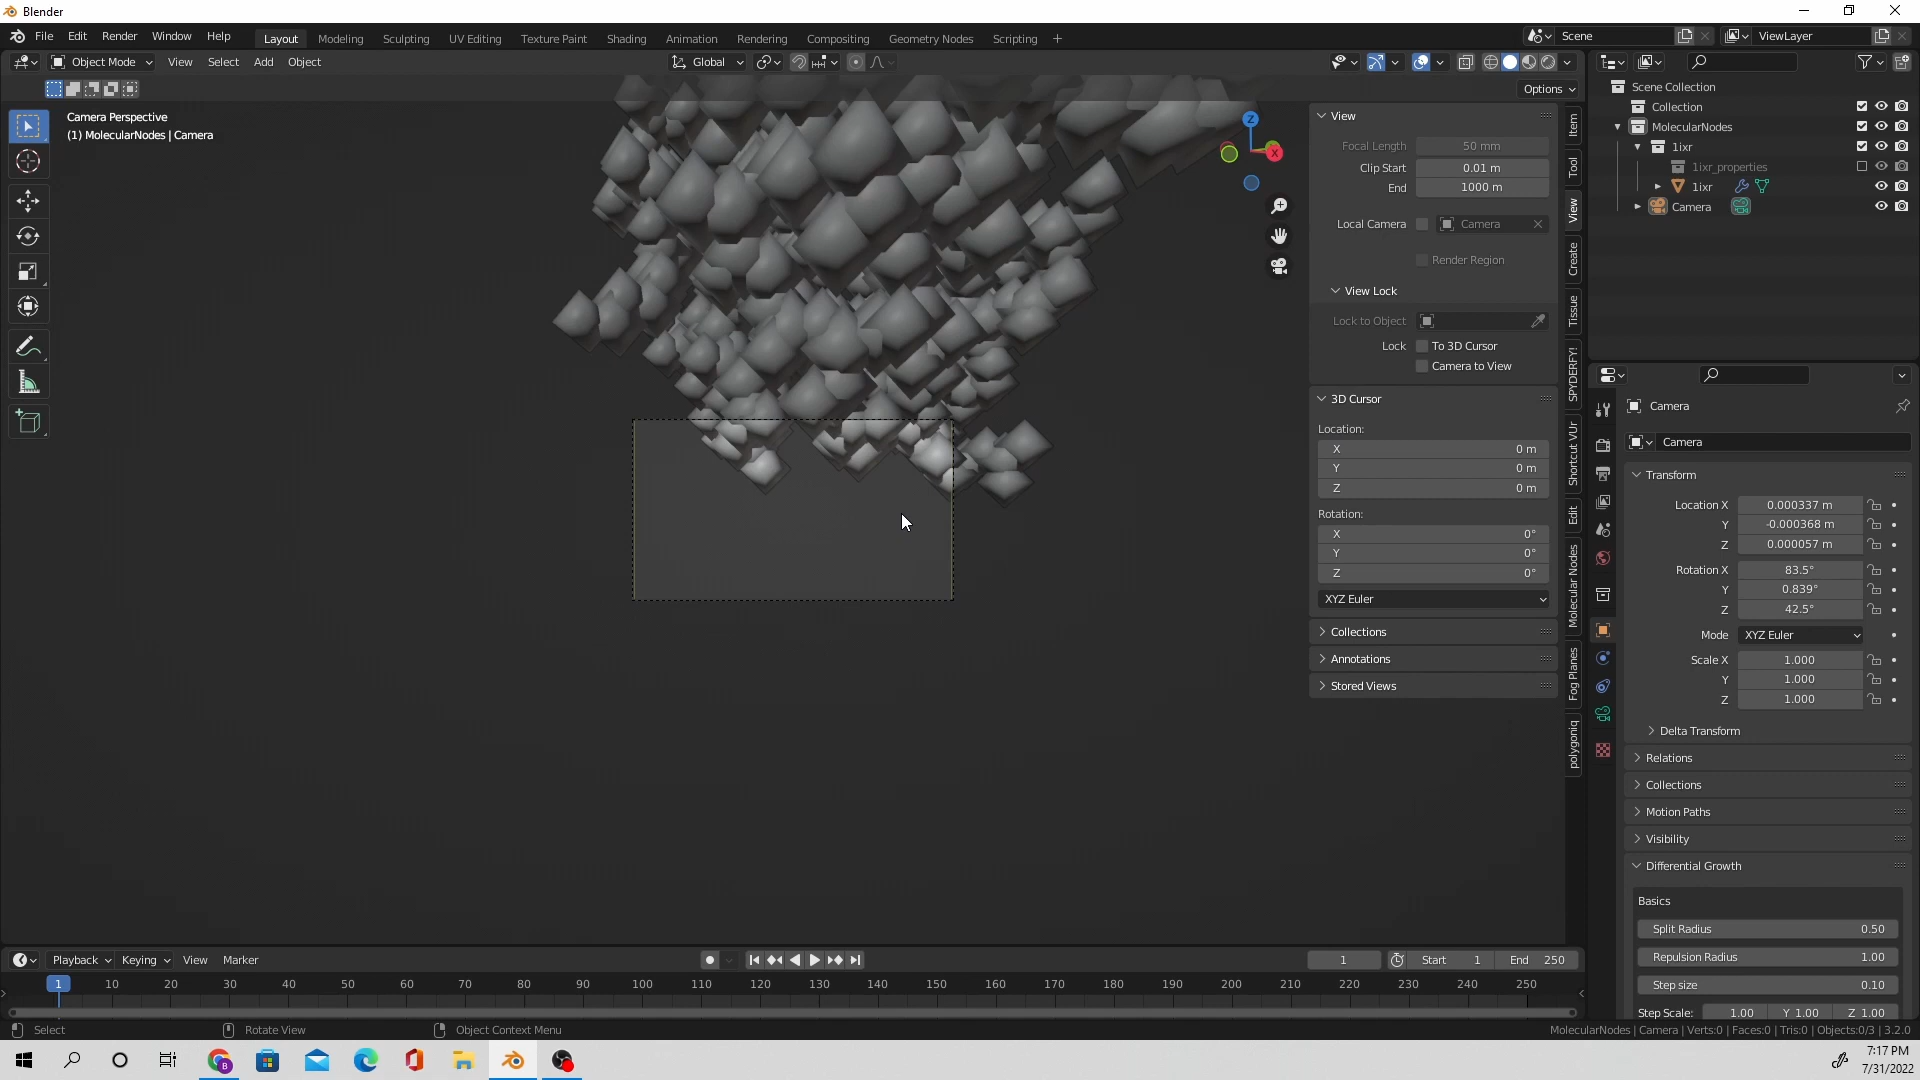 Blender
File Edit Render Window Help
Layout Modeling Sculpting UV Editing Texture Paint Shading Animation Rendering Compositing Geometry Nodes Scripting +
Scene
ViewLayer
Object Mode View Select Add Object
Global
Options
Camera Perspective
(1) MolecularNodes | Camera
Z
X
View
Focal Length 50 mm
Clip Start 0.01 m
End 1000 m
Local Camera Camera
Render Region
View Lock
Lock to Object
Lock To 3D Cursor
Camera to View
3D Cursor
Location:
X 0 m
Y 0 m
Z 0 m
Rotation:
X 0°
Y 0°
Z 0°
XYZ Euler
Collections
Annotations
Stored Views
Item
Tool
View
Create
Tissue
SPYDERFY!
Shortcut VUr
Edit
Molecular Nodes
Fog Planes
polygoniq
Scene Collection
Collection
MolecularNodes
1ixr
1ixr_properties
1ixr
Camera
Camera
Camera
Transform
Location X 0.000337 m
Y -0.000368 m
Z 0.000057 m
Rotation X 83.5°
Y 0.839°
Z 42.5°
Mode XYZ Euler
Scale X 1.000
Y 1.000
Z 1.000
Delta Transform
Relations
Collections
Motion Paths
Visibility
Differential Growth
Basics
Split Radius 0.50
Repulsion Radius 1.00
Step size 0.10
Step Scale: 1.00 Y 1.00 Z 1.00
Playback Keying View Marker
1 Start 1 End 250
1 10 20 30 40 50 60 70 80 90 100 110 120 130 140 150 160 170 180 190 200 210 220 230 240 250
Select Rotate View Object Context Menu
MolecularNodes | Camera | Verts:0 | Faces:0 | Tris:0 | Objects:0/3 | 3.2.0
7:17 PM
7/31/2022